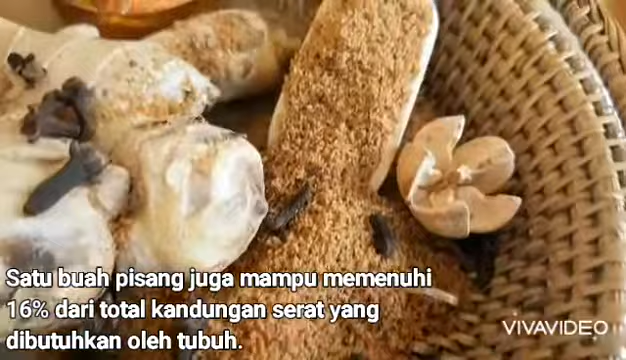 Satu buah pisang juga mampu memenuhi
16% dari total kandungan serat yang
dibutuhkan oleh tubuh.
VIVAVIDEO